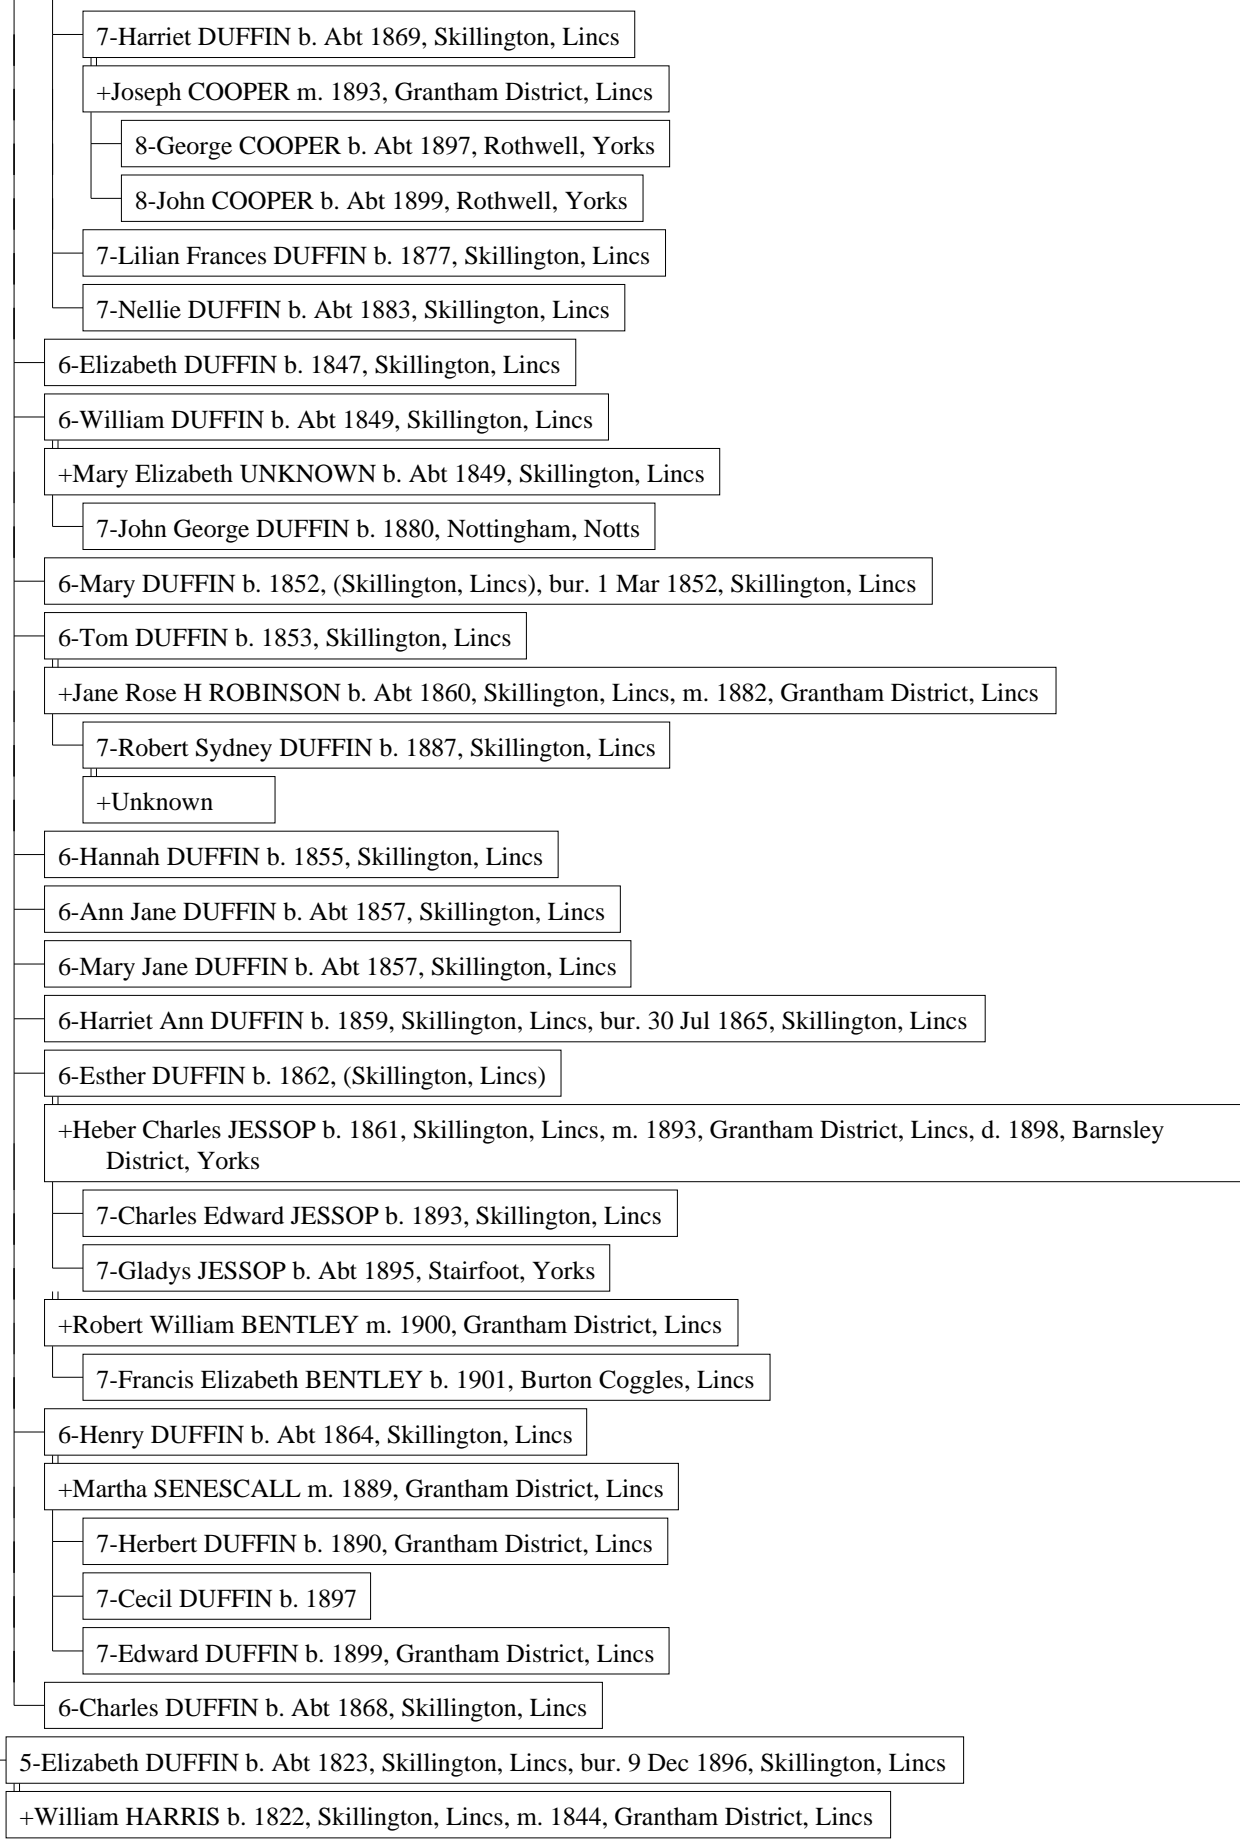 7-Harriet DUFFIN b. Abt 1869, Skillington, Lincs
+Joseph COOPER m. 1893, Grantham District, Lincs
8-George COOPER b. Abt 1897, Rothwell, Yorks
8-John COOPER b. Abt 1899, Rothwell, Yorks
7-Lilian Frances DUFFIN b. 1877, Skillington, Lincs
7-Nellie DUFFIN b. Abt 1883, Skillington, Lincs
6-Elizabeth DUFFIN b. 1847, Skillington, Lincs
6-William DUFFIN b. Abt 1849, Skillington, Lincs
+Mary Elizabeth UNKNOWN b. Abt 1849, Skillington, Lincs
7-John George DUFFIN b. 1880, Nottingham, Notts
6-Mary DUFFIN b. 1852, (Skillington, Lincs), bur. 1 Mar 1852, Skillington, Lincs
6-Tom DUFFIN b. 1853, Skillington, Lincs
+Jane Rose H ROBINSON b. Abt 1860, Skillington, Lincs, m. 1882, Grantham District, Lincs
7-Robert Sydney DUFFIN b. 1887, Skillington, Lincs
+Unknown
6-Hannah DUFFIN b. 1855, Skillington, Lincs
6-Ann Jane DUFFIN b. Abt 1857, Skillington, Lincs
6-Mary Jane DUFFIN b. Abt 1857, Skillington, Lincs
6-Harriet Ann DUFFIN b. 1859, Skillington, Lincs, bur. 30 Jul 1865, Skillington, Lincs
6-Esther DUFFIN b. 1862, (Skillington, Lincs)
+Heber Charles JESSOP b. 1861, Skillington, Lincs, m. 1893, Grantham District, Lincs, d. 1898, Barnsley
District, Yorks
7-Charles Edward JESSOP b. 1893, Skillington, Lincs
7-Gladys JESSOP b. Abt 1895, Stairfoot, Yorks
+Robert William BENTLEY m. 1900, Grantham District, Lincs
7-Francis Elizabeth BENTLEY b. 1901, Burton Coggles, Lincs
6-Henry DUFFIN b. Abt 1864, Skillington, Lincs
+Martha SENESCALL m. 1889, Grantham District, Lincs
7-Herbert DUFFIN b. 1890, Grantham District, Lincs
7-Cecil DUFFIN b. 1897
7-Edward DUFFIN b. 1899, Grantham District, Lincs
6-Charles DUFFIN b. Abt 1868, Skillington, Lincs
5-Elizabeth DUFFIN b. Abt 1823, Skillington, Lincs, bur. 9 Dec 1896, Skillington, Lincs
+William HARRIS b. 1822, Skillington, Lincs, m. 1844, Grantham District, Lincs